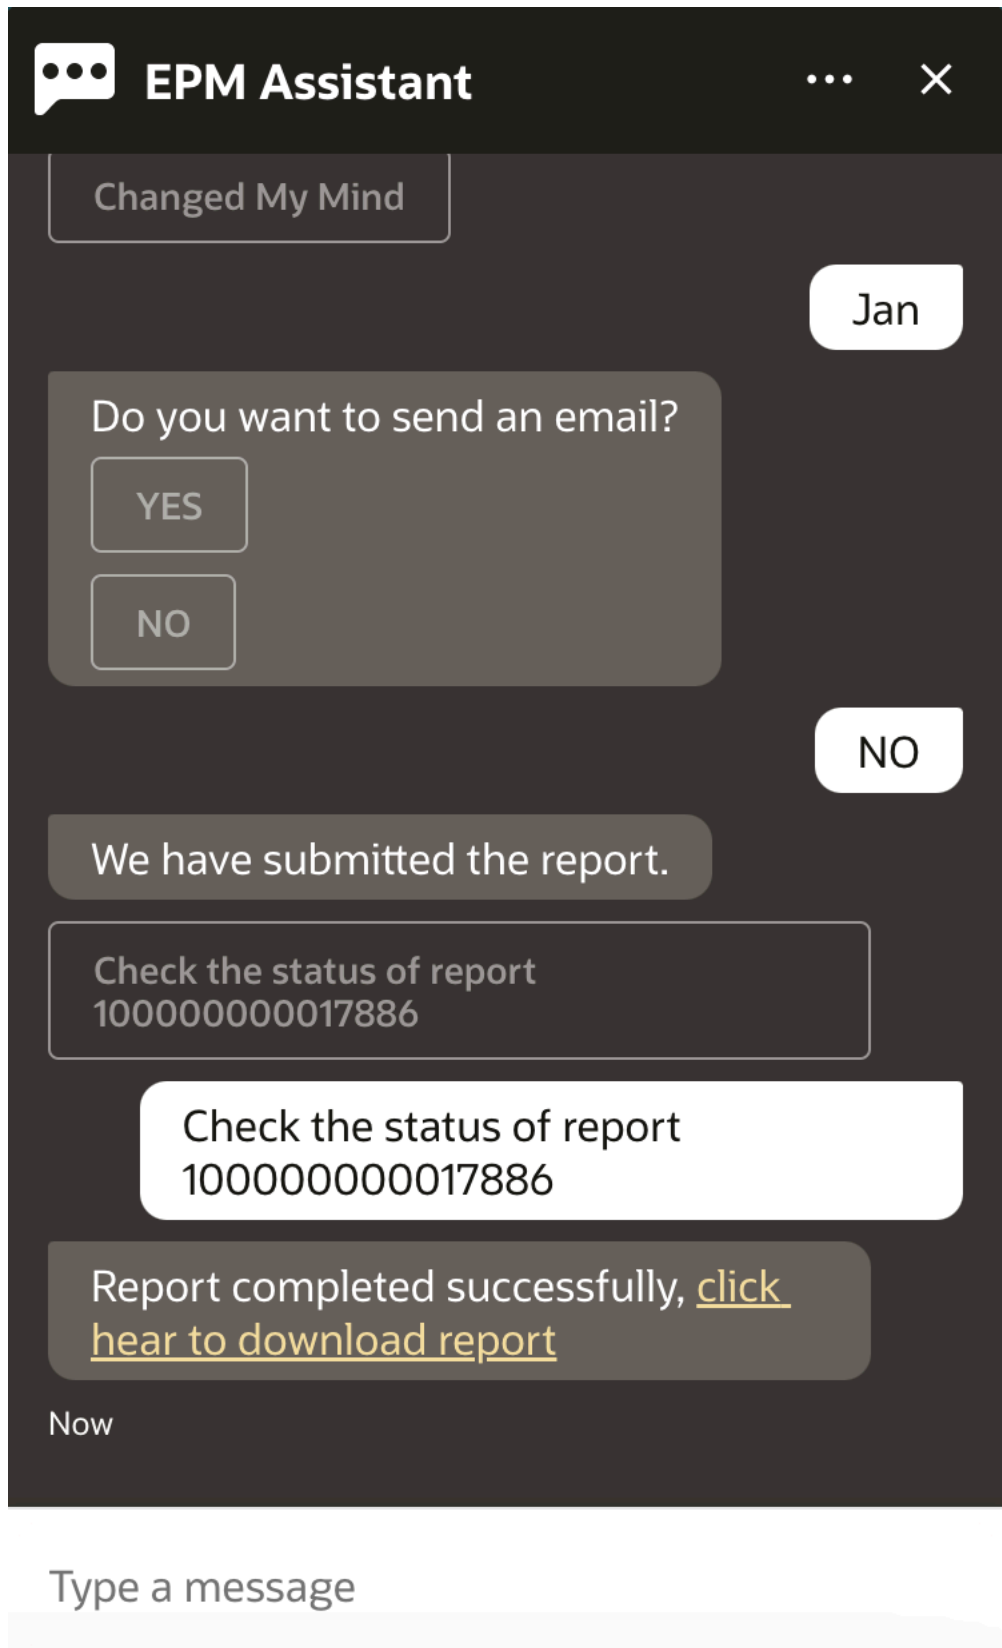 EPM Assistant
Changed My Mind
Jan
Do you want to send an email?
YES
NO
NO
We have submitted the report.
Check the status of report
100000000017886
Check the status of report
100000000017886
Report completed successfully, click
hear to download report
Now
Type a message